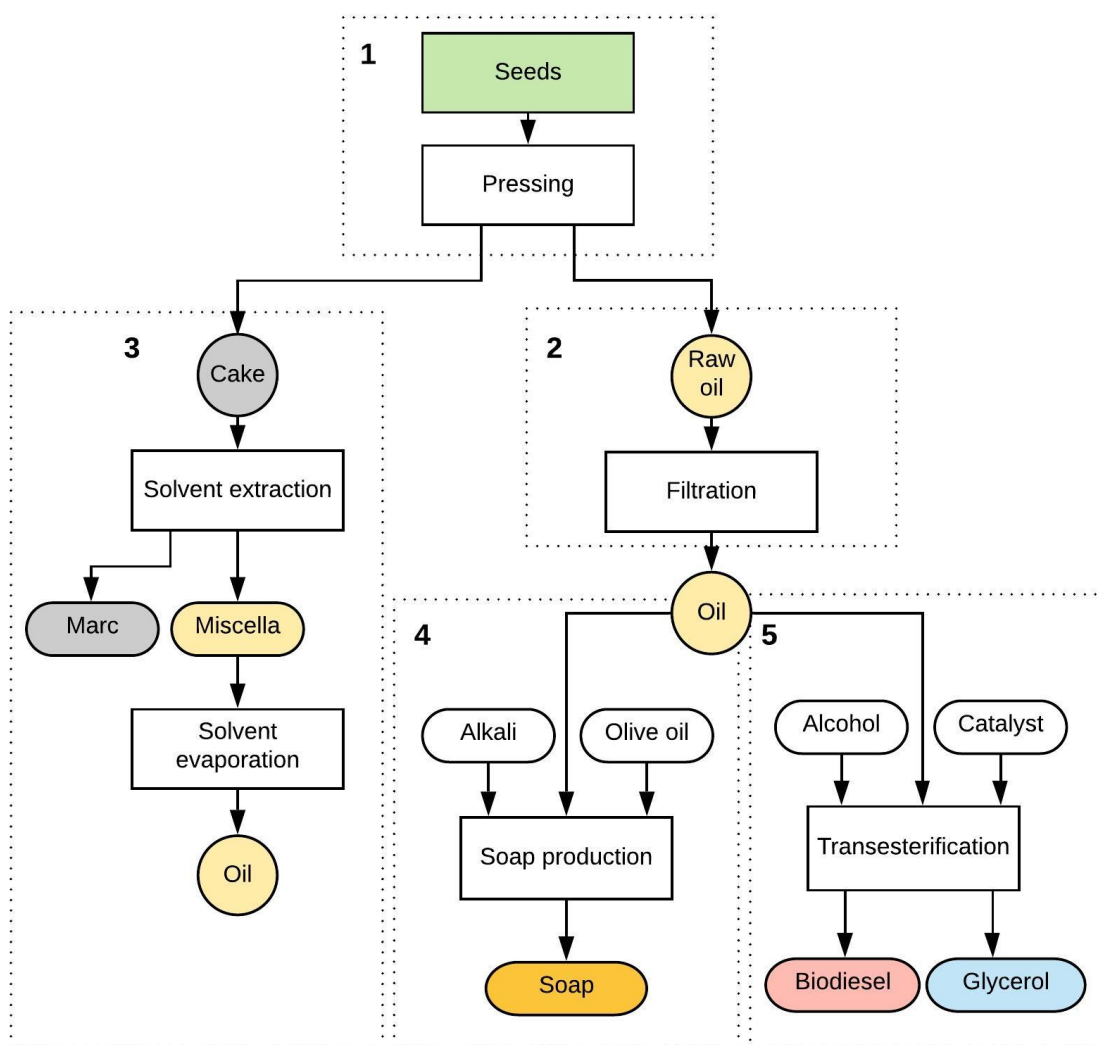 1
Seeds
Pressing
3
Cake
Solvent extraction
Marc
Miscella
Solvent
evaporation
Oil
2
Raw
oil
Filtration
Oil
4
Alkali
Olive oil
Soap production
Soap
5
Alcohol
Catalyst
Transesterification
Biodiesel
Glycerol